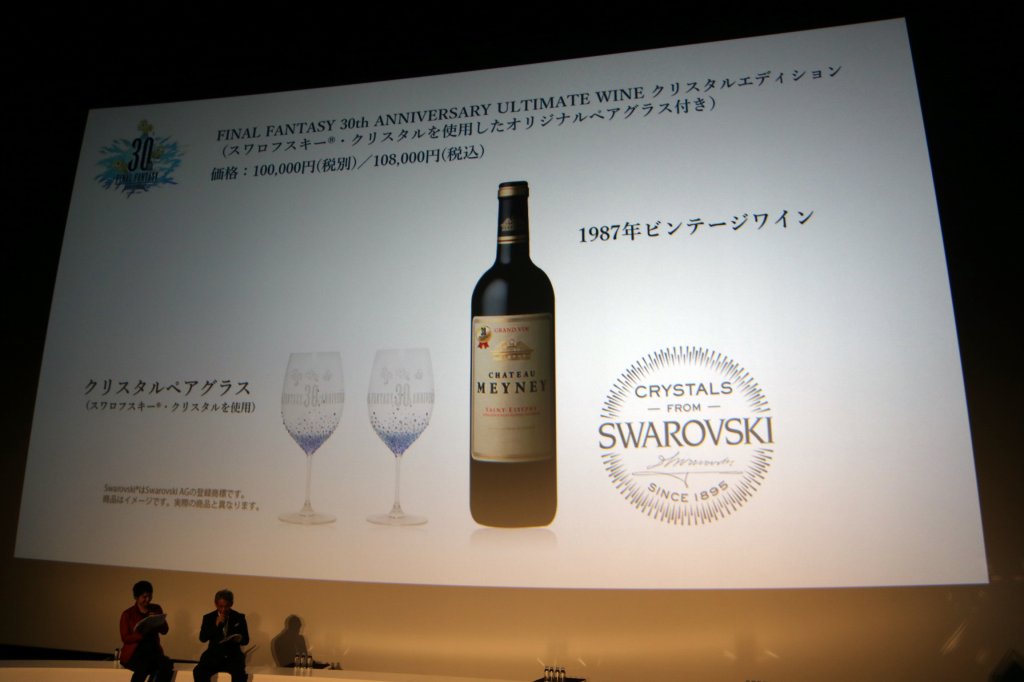 FINAL FANTASY 30th ANNIVERSARY ULTIMATE WINE クリスタルエディション
(スワロフスキー®・クリスタルを使用したオリジナルペアグラス付き)
価格：100,000円(税別)／108,000円(税込)
30
FINAL FANTASY
1987年ビンテージワイン
クリスタルペアグラス
(スワロフスキー®・クリスタルを使用)
GRAND VIN
CHATEAU
MEYNEY
SAINT-ESTEPHE
CRYSTALS
FROM
SWAROVSKI
SINCE 1895
Swarovski®はSwarovski AGの登録商標です。
商品はイメージです。実際の商品と異なります。